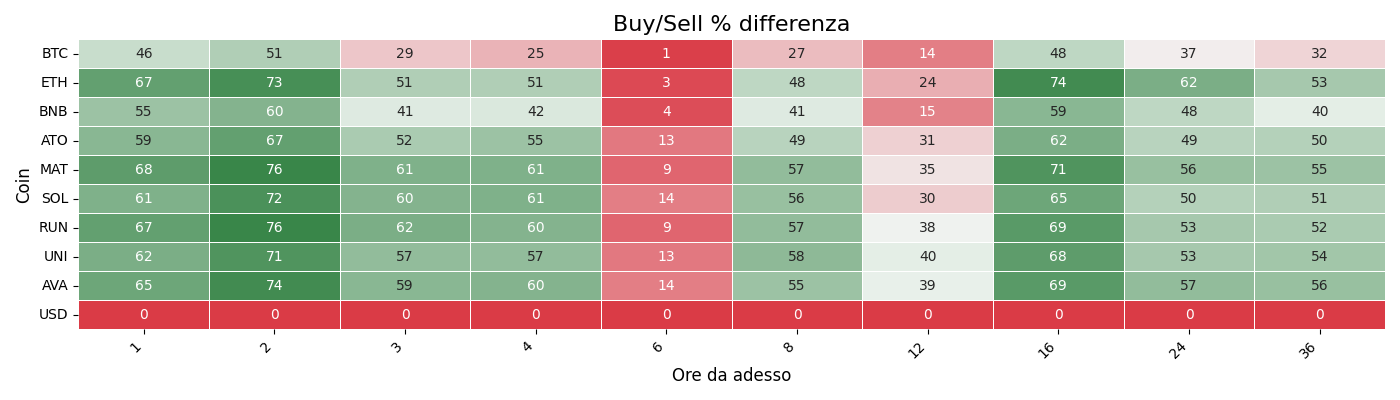 Buy/Sell % differenza
Coin
BTC 46 51 29 25 1 27 14 48 37 32
ETH 67 73 51 51 3 48 24 74 62 53
BNB 55 60 41 42 4 41 15 59 48 40
ATO 59 67 52 55 13 49 31 62 49 50
MAT 68 76 61 61 9 57 35 71 56 55
SOL 61 72 60 61 14 56 30 65 50 51
RUN 67 76 62 60 9 57 38 69 53 52
UNI 62 71 57 57 13 58 40 68 53 54
AVA 65 74 59 60 14 55 39 69 57 56
USD 0 0 0 0 0 0 0 0 0 0
1 2 3 4 6 8 12 16 24 36
Ore da adesso